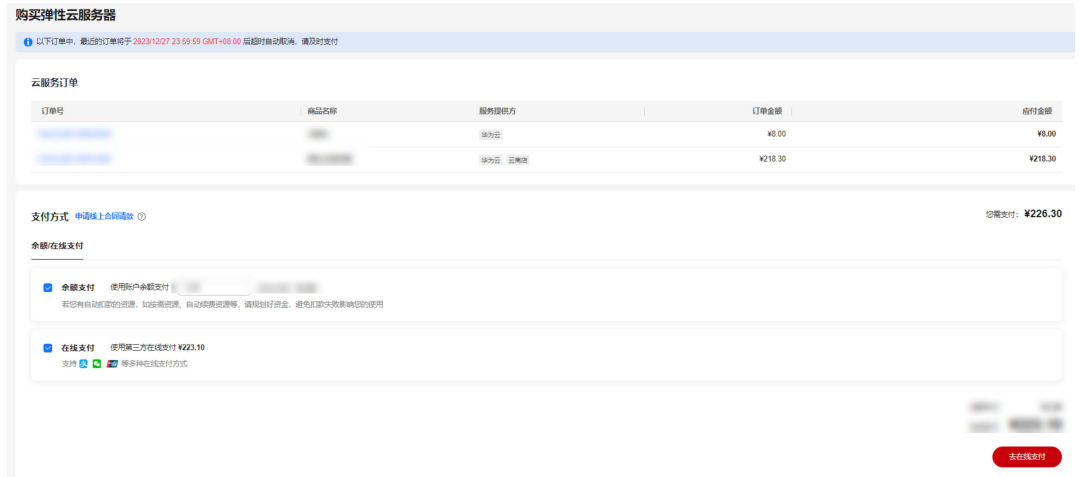 购买弹性云服务器
以下订单中，最近的订单将于 2023/12/27 23:59:59 GMT+08:00 后超时自动取消，请及时支付
云服务订单
订单号 商品名称 服务提供方 订单金额 应付金额
华为云 ¥8.00 ¥8.00
华为云 云商店 ¥218.30 ¥218.30
支付方式 申请线上合同请款 您需支付：¥226.30
余额/在线支付
余额支付 使用账户余额支付
若您有自动扣款的资源，如按需资源、自动续费资源等，请规划好资金，避免扣款失败影响您的使用
在线支付 使用第三方在线支付 ¥223.10
支持 等多种在线支付方式
¥223.10
去在线支付